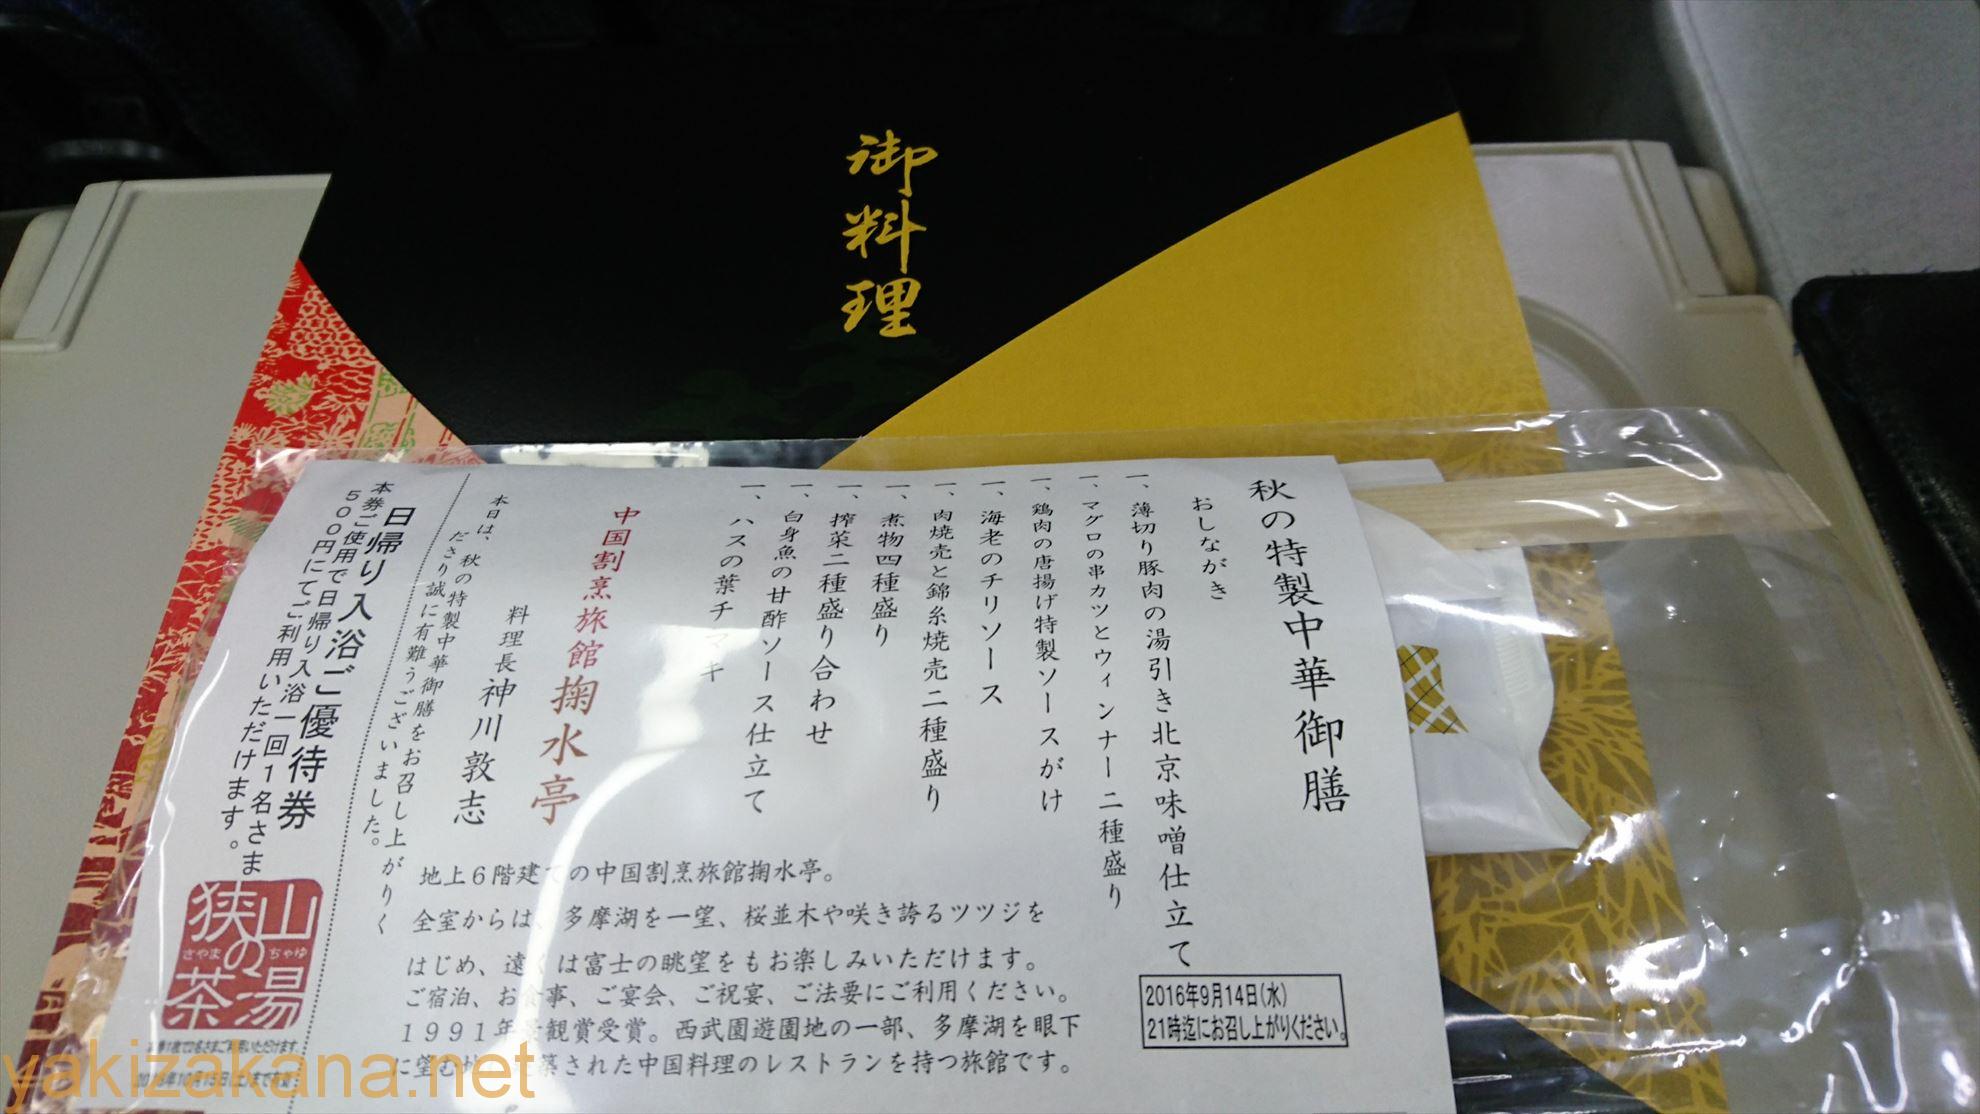 御料理
秋の特製中華御膳
おしながき
一、薄切り豚肉の湯引き北京味噌仕立て
一、マグロの串カツとウィンナー二種盛り
一、鶏肉の唐揚げ特製ソースがけ
一、海老のチリソース
一、肉焼売と錦糸焼売二種盛り
一、煮物四種盛り
一、搾菜二種盛り合わせ
一、白身魚の甘酢ソース仕立て
一、ハスの葉チマキ
中国割烹旅館掬水亭
料理長 神川敦志
本日は、秋の特製中華御膳をお召し上がりく
ださり誠に有難うございました。
地上6階建ての中国割烹旅館掬水亭。
全室からは、多摩湖を一望、桜並木や咲き誇るツツジを
はじめ、遠くは富士の眺望をもお楽しみいただけます。
ご宿泊、お食事、ご宴会、ご祝宴、ご法要にご利用ください。
1991年景観賞受賞。西武園遊園地の一部、多摩湖を眼下
に望む された中国料理のレストランを持つ旅館です。
2016年9月14日(水)
21時迄にお召し上がりください。
日帰り入浴ご優待券
本券ご使用で日帰り入浴一回1名さま
500円にてご利用いただけます。
狭山の茶湯
さやま ちゃゆ
yakizakana.net